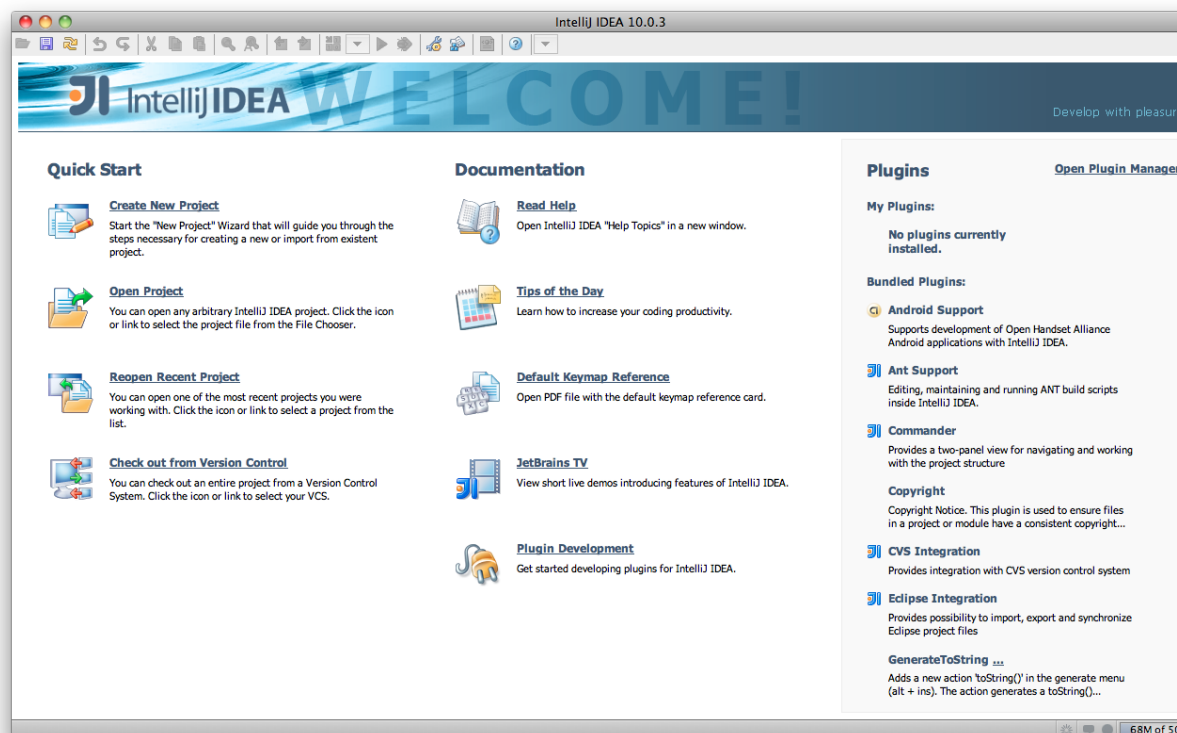 IntelliJ IDEA 10.0.3
IntelliJ IDEA
WELCOME!
Develop with pleasur
Quick Start
Create New Project
Start the "New Project" Wizard that will guide you through the
steps necessary for creating a new or import from existent
project.
Open Project
You can open any arbitrary IntelliJ IDEA project. Click the icon
or link to select the project file from the File Chooser.
Reopen Recent Project
You can open one of the most recent projects you were
working with. Click the icon or link to select a project from the
list.
Check out from Version Control
You can check out an entire project from a Version Control
System. Click the icon or link to select your VCS.
Documentation
Read Help
Open IntelliJ IDEA "Help Topics" in a new window.
Tips of the Day
Learn how to increase your coding productivity.
Default Keymap Reference
Open PDF file with the default keymap reference card.
JetBrains TV
View short live demos introducing features of IntelliJ IDEA.
Plugin Development
Get started developing plugins for IntelliJ IDEA.
Plugins
Open Plugin Manager
My Plugins:
No plugins currently
installed.
Bundled Plugins:
Android Support
Supports development of Open Handset Alliance
Android applications with IntelliJ IDEA.
Ant Support
Editing, maintaining and running ANT build scripts
inside IntelliJ IDEA.
Commander
Provides a two-panel view for navigating and working
with the project structure
Copyright
Copyright Notice. This plugin is used to ensure files
in a project or module have a consistent copyright...
CVS Integration
Provides integration with CVS version control system
Eclipse Integration
Provides possibility to import, export and synchronize
Eclipse project files
GenerateToString ...
Adds a new action 'toString()' in the generate menu
(alt + ins). The action generates a toString()...
68M of 50